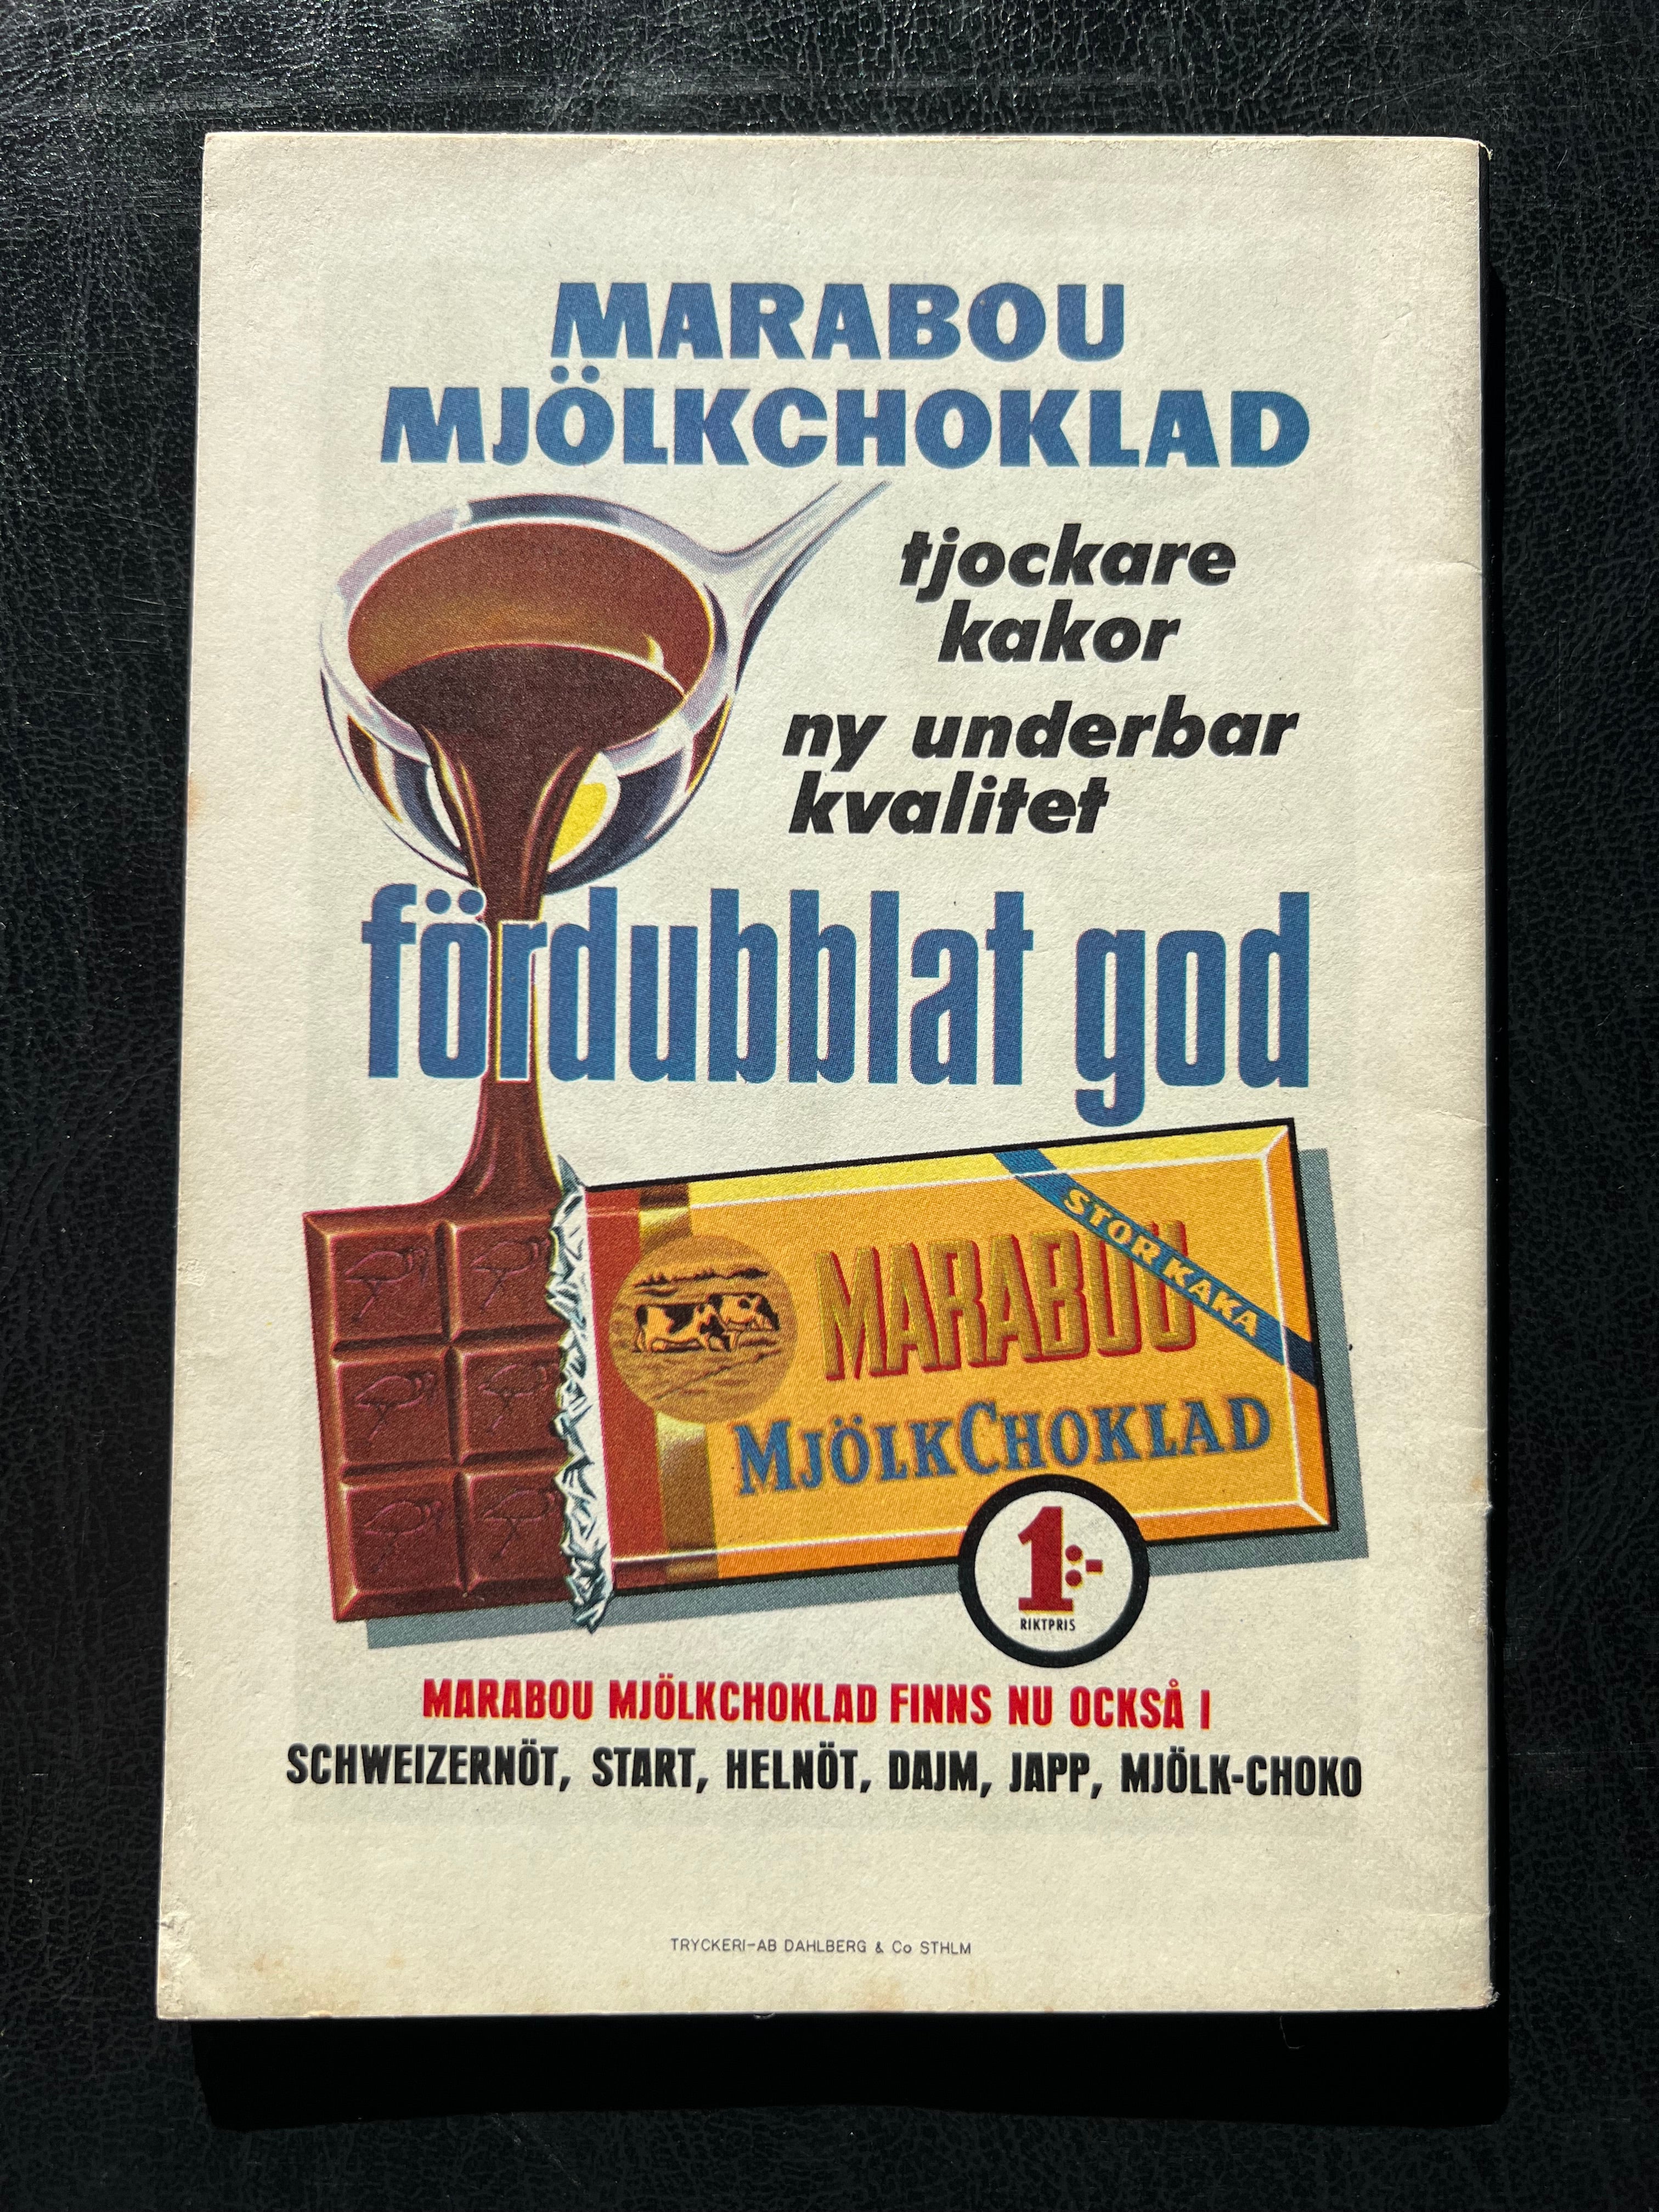 MARABOU
MJÖLKCHOKLAD
tjockare
kakor
ny underbar
kvalitet
fördubblat god
STOR KAKA
MARABOU
MJÖLKCHOKLAD
1:-
RIKTPRIS
MARABOU MJÖLKCHOKLAD FINNS NU OCKSÅ I
SCHWEIZERNÖT, START, HELNÖT, DAJM, JAPP, MJÖLK-CHOKO
TRYCKERI-AB DAHLBERG & Co STHLM